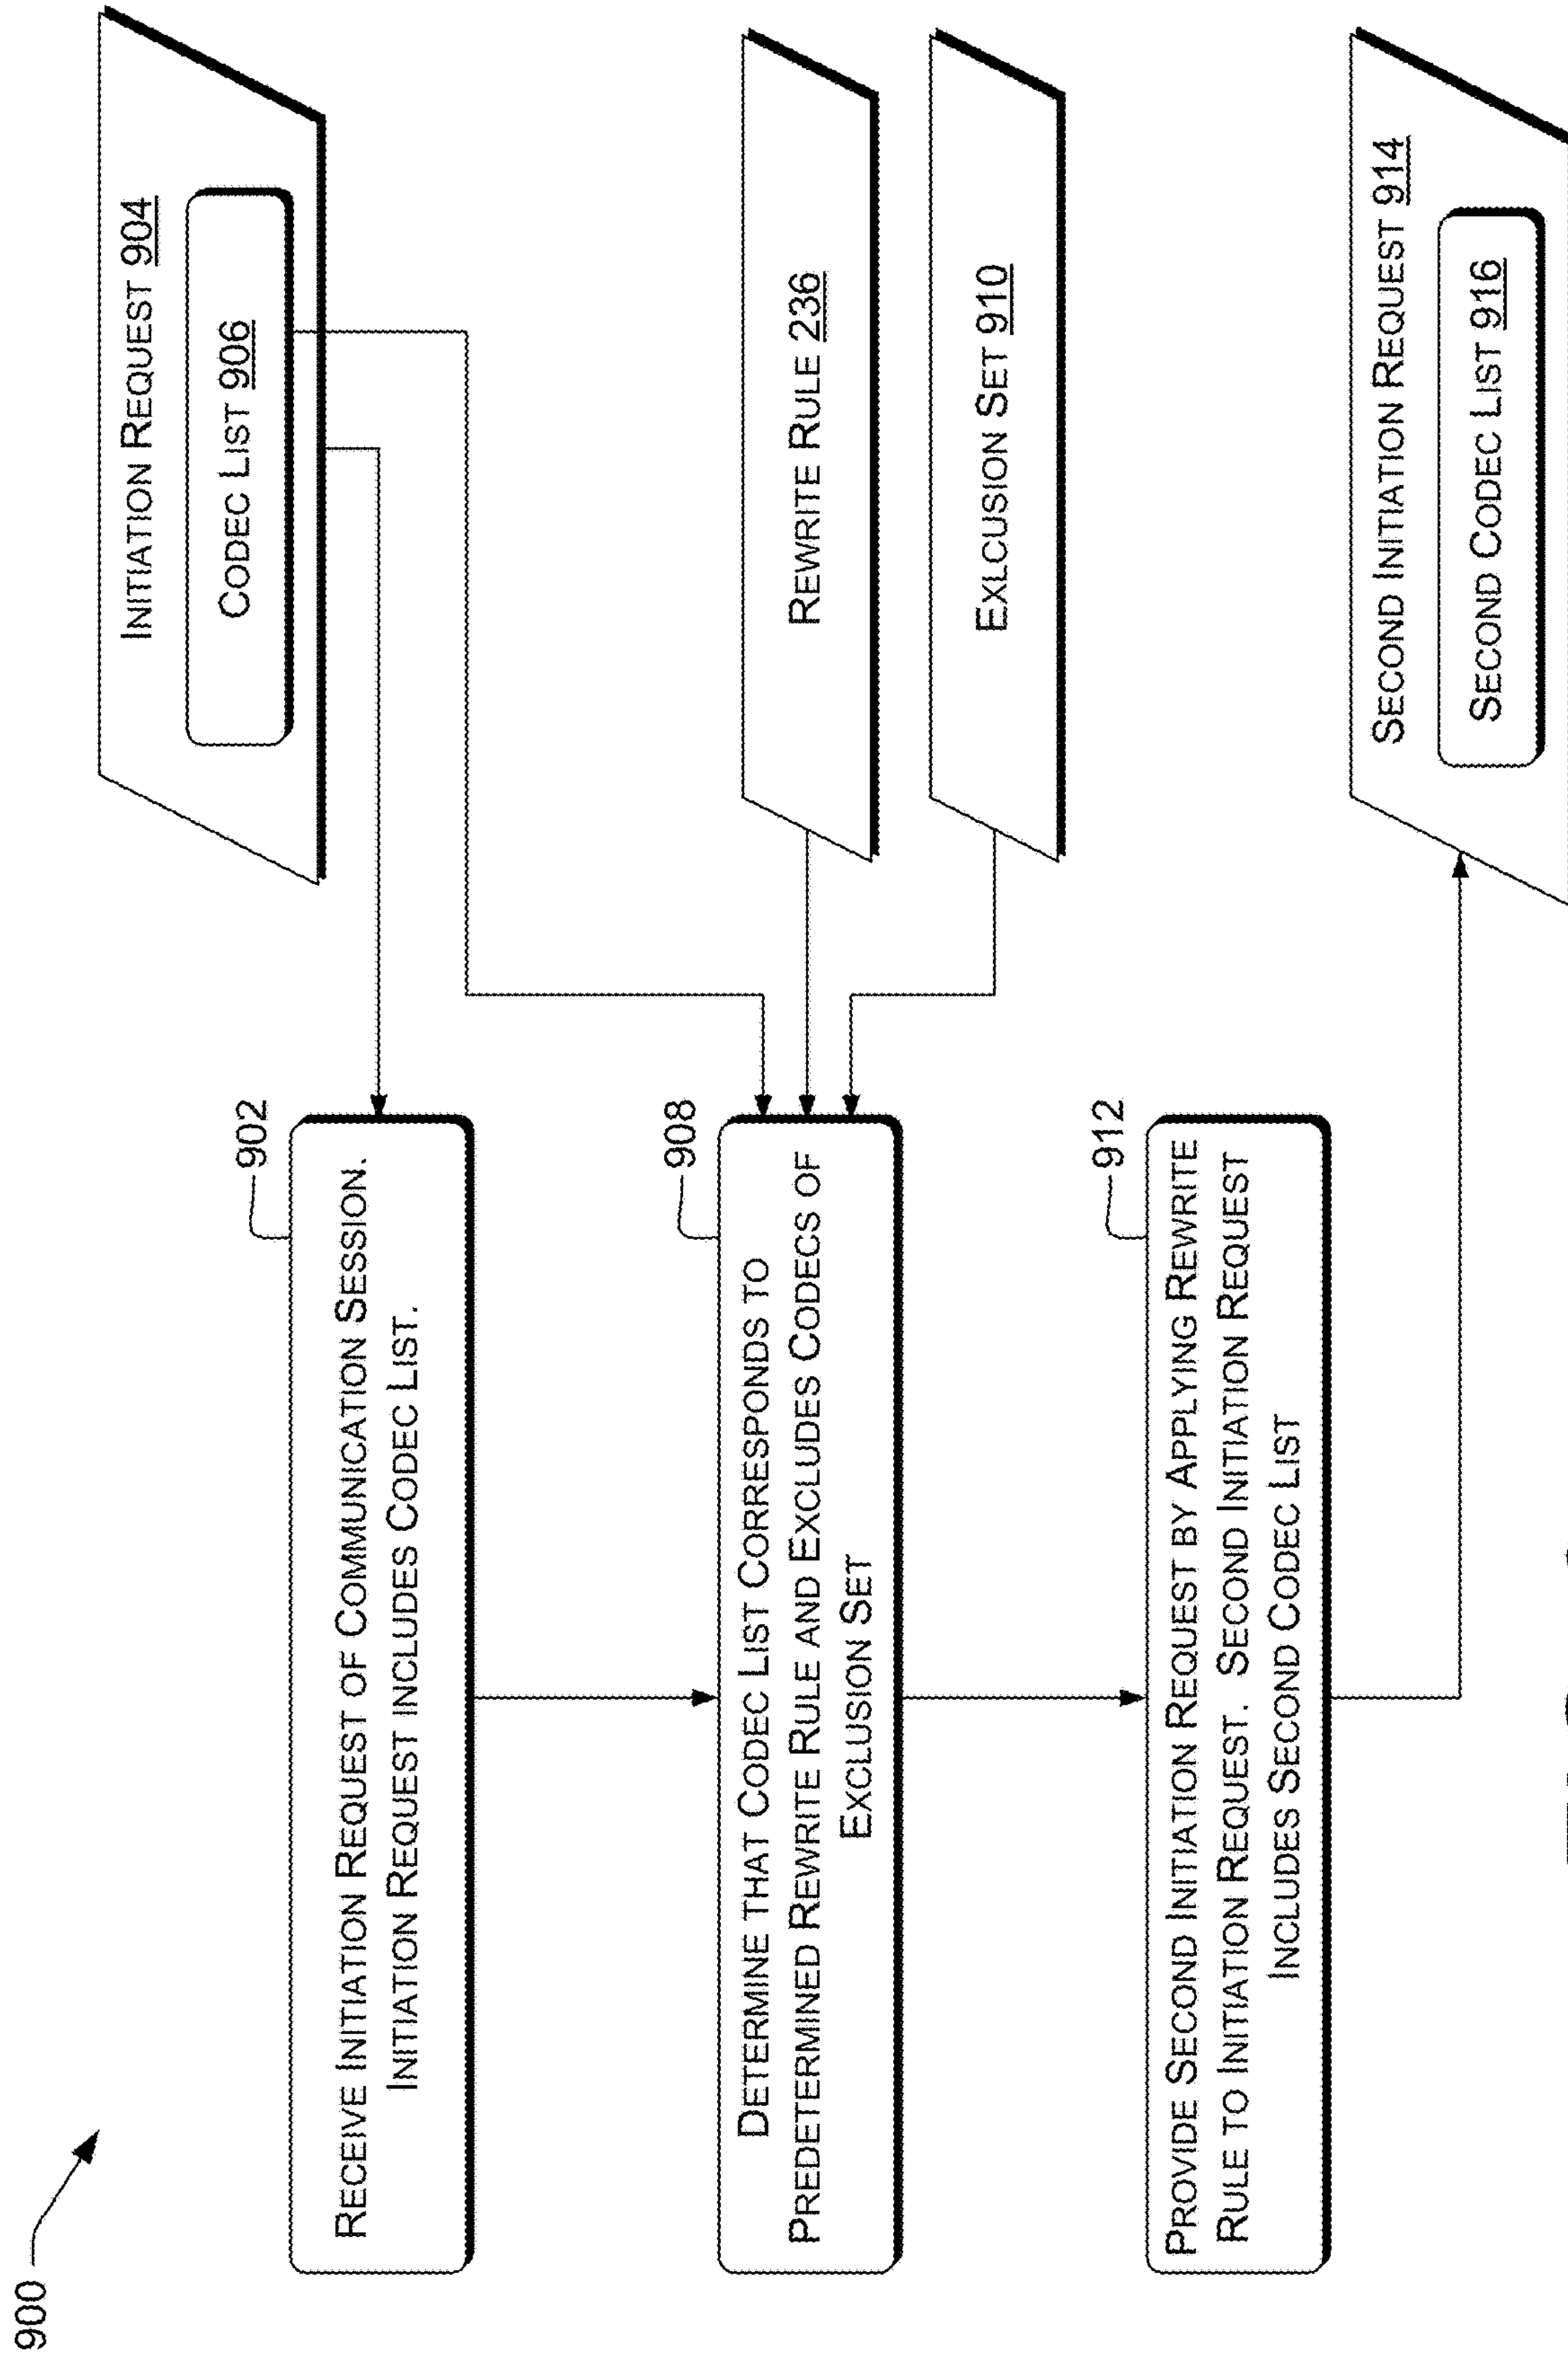 900
902
RECEIVE INITIATION REQUEST OF COMMUNICATION SESSION.
INITIATION REQUEST INCLUDES CODEC LIST.
INITIATION REQUEST 904
CODEC LIST 906
908
DETERMINE THAT CODEC LIST CORRESPONDS TO
PREDETERMINED REWRITE RULE AND EXCLUDES CODECS OF
EXCLUSION SET
REWRITE RULE 236
EXLCUSION SET 910
912
PROVIDE SECOND INITIATION REQUEST BY APPLYING REWRITE
RULE TO INITIATION REQUEST. SECOND INITIATION REQUEST
INCLUDES SECOND CODEC LIST
SECOND INITIATION REQUEST 914
SECOND CODEC LIST 916